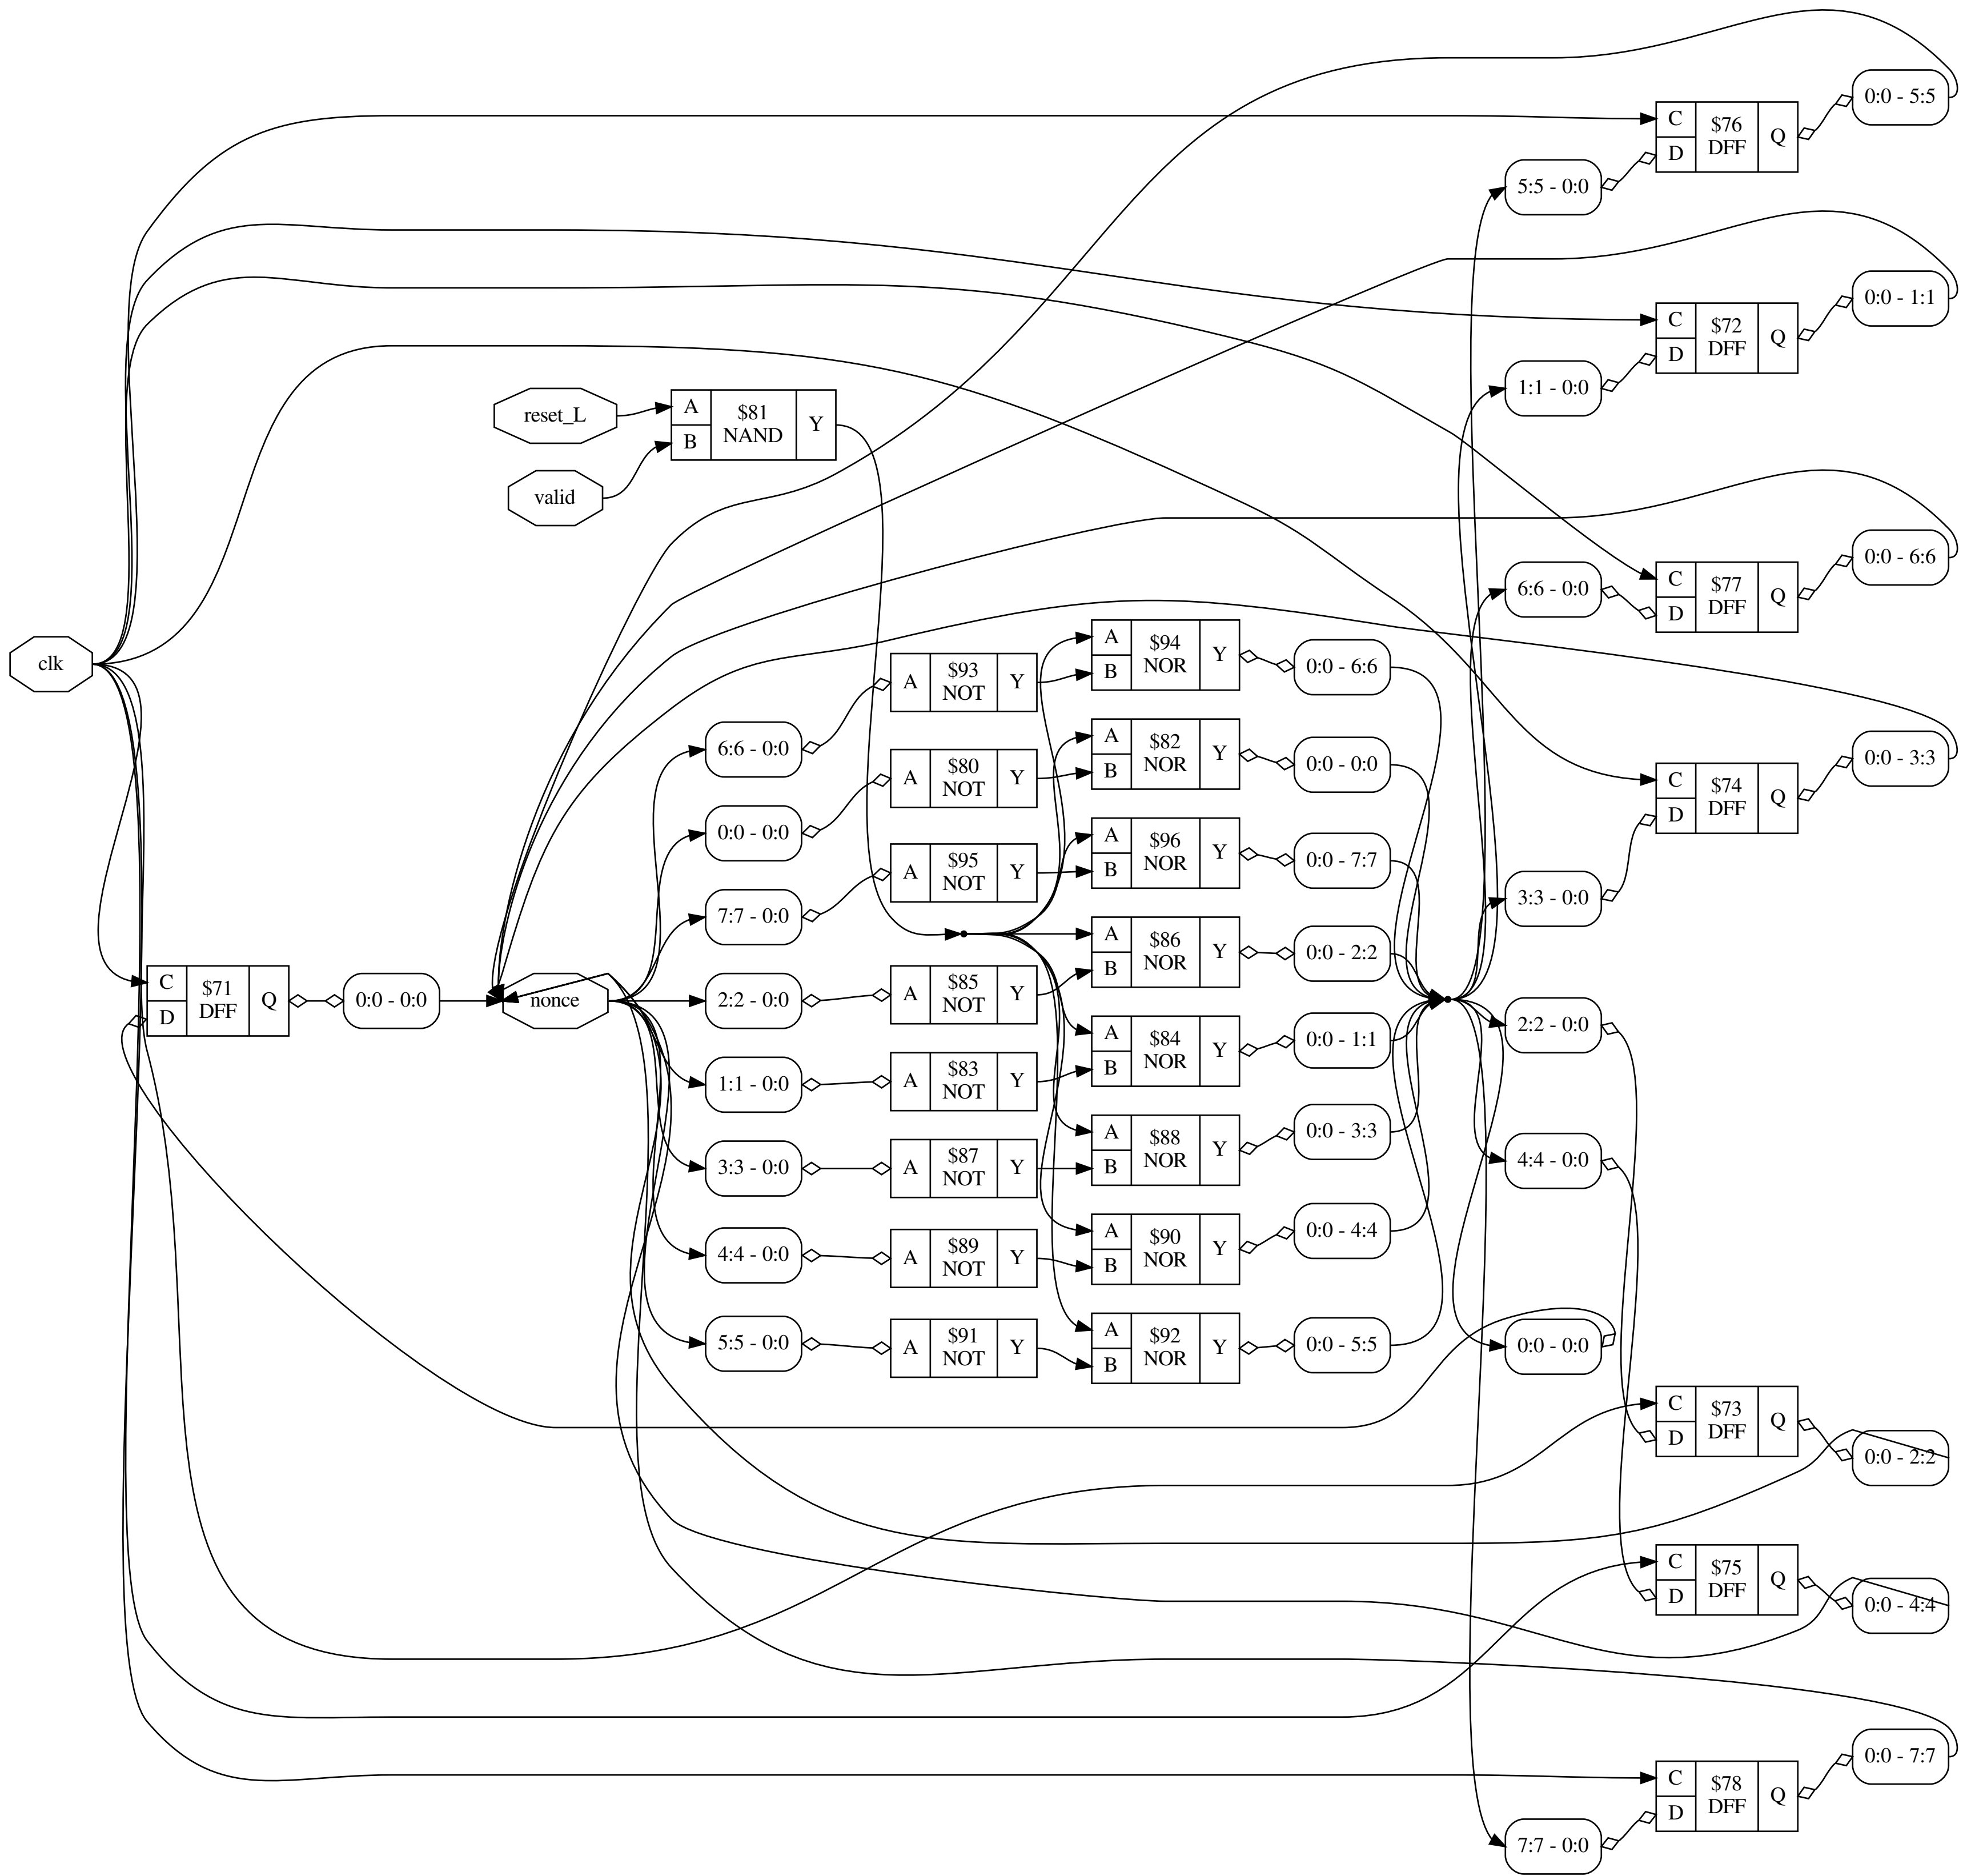 0:0 - 5:5
C
$76
DFF
Q
D
5:5 - 0:0
0:0 - 1:1
C
$72
DFF
Q
D
1:1 - 0:0
reset_L
A
$81
NAND
Y
B
valid
0:0 - 6:6
6:6 - 0:0
C
$77
DFF
Q
D
clk
A
$93
NOT
Y
A
$94
NOR
Y
B
0:0 - 6:6
6:6 - 0:0
A
$80
NOT
Y
A
$82
NOR
Y
B
0:0 - 0:0
C
$74
DFF
Q
D
0:0 - 3:3
0:0 - 0:0
A
$95
NOT
Y
A
$96
NOR
Y
B
0:0 - 7:7
3:3 - 0:0
7:7 - 0:0
A
$86
NOR
Y
B
0:0 - 2:2
C
$71
DFF
Q
D
0:0 - 0:0
nonce
2:2 - 0:0
A
$85
NOT
Y
2:2 - 0:0
A
$84
NOR
Y
B
0:0 - 1:1
1:1 - 0:0
A
$83
NOT
Y
A
$88
NOR
Y
B
0:0 - 3:3
4:4 - 0:0
3:3 - 0:0
A
$87
NOT
Y
A
$90
NOR
Y
B
0:0 - 4:4
4:4 - 0:0
A
$89
NOT
Y
5:5 - 0:0
A
$91
NOT
Y
A
$92
NOR
Y
B
0:0 - 5:5
0:0 - 0:0
C
$73
DFF
Q
D
0:0 - 2:2
C
$75
DFF
Q
D
0:0 - 4:4
0:0 - 7:7
C
$78
DFF
Q
D
7:7 - 0:0